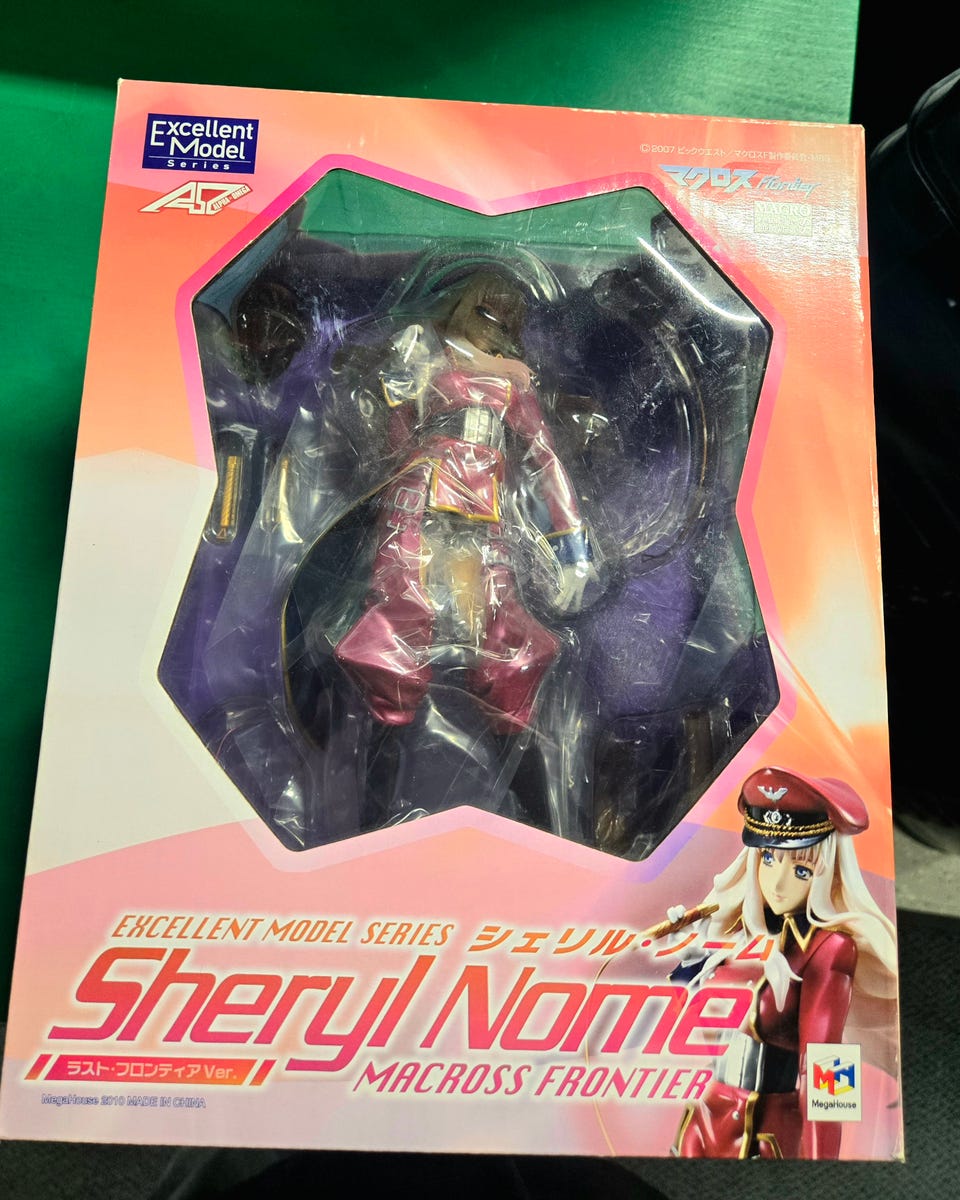 Excellent
Model
Series
ALPHA×OMEGA
©2007 ビックウエスト/マクロスF製作委員会・MBS
マクロス Frontier
EXCELLENT MODEL SERIES シェリル・ノーム
Sheryl Nome
ラスト・フロンティアVer.
MACROSS FRONTIER
MegaHouse 2010 MADE IN CHINA
MegaHouse